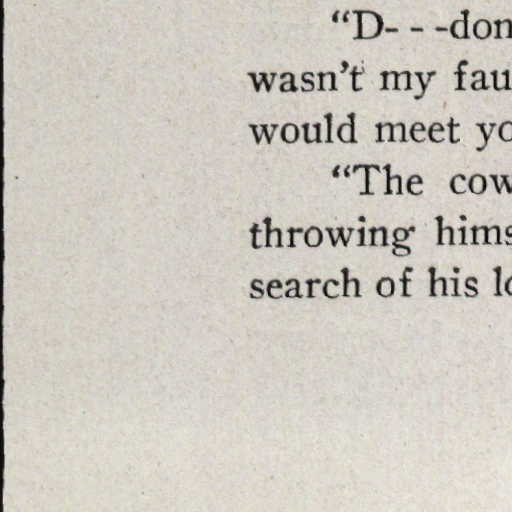 “D- - -don
wasn’t my fau
would meet yo
“The cow
throwing hims
search of his lo